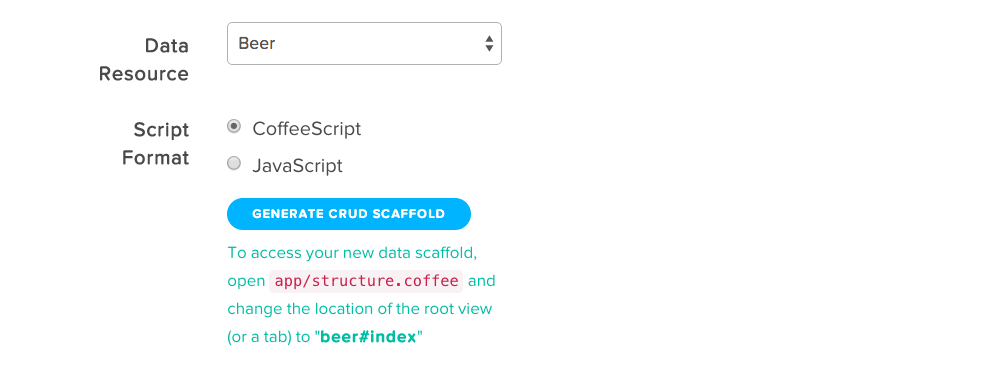 Data
Resource
Beer
Script
Format
CoffeeScript
JavaScript
GENERATE CRUD SCAFFOLD
To access your new data scaffold,
open app/structure.coffee and
change the location of the root view
(or a tab) to "beer#index"